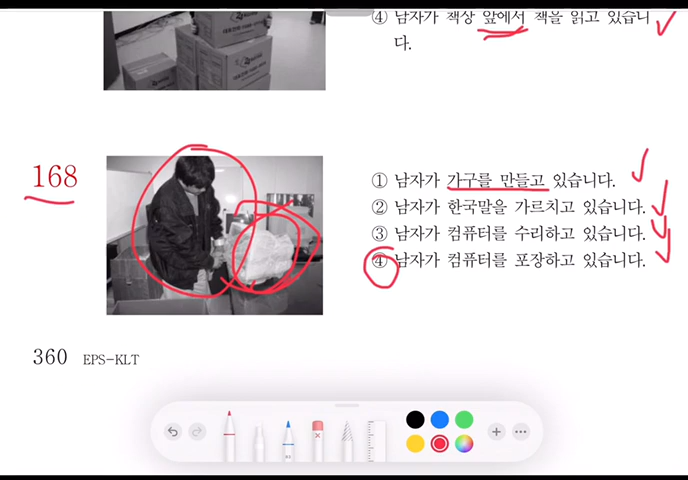 ④ 남자가 책상 앞에서 책을 읽고 있습니
다.
168
① 남자가 가구를 만들고 있습니다.
② 남자가 한국말을 가르치고 있습니다.
③ 남자가 컴퓨터를 수리하고 있습니다.
④ 남자가 컴퓨터를 포장하고 있습니다.
360 EPS-KLT